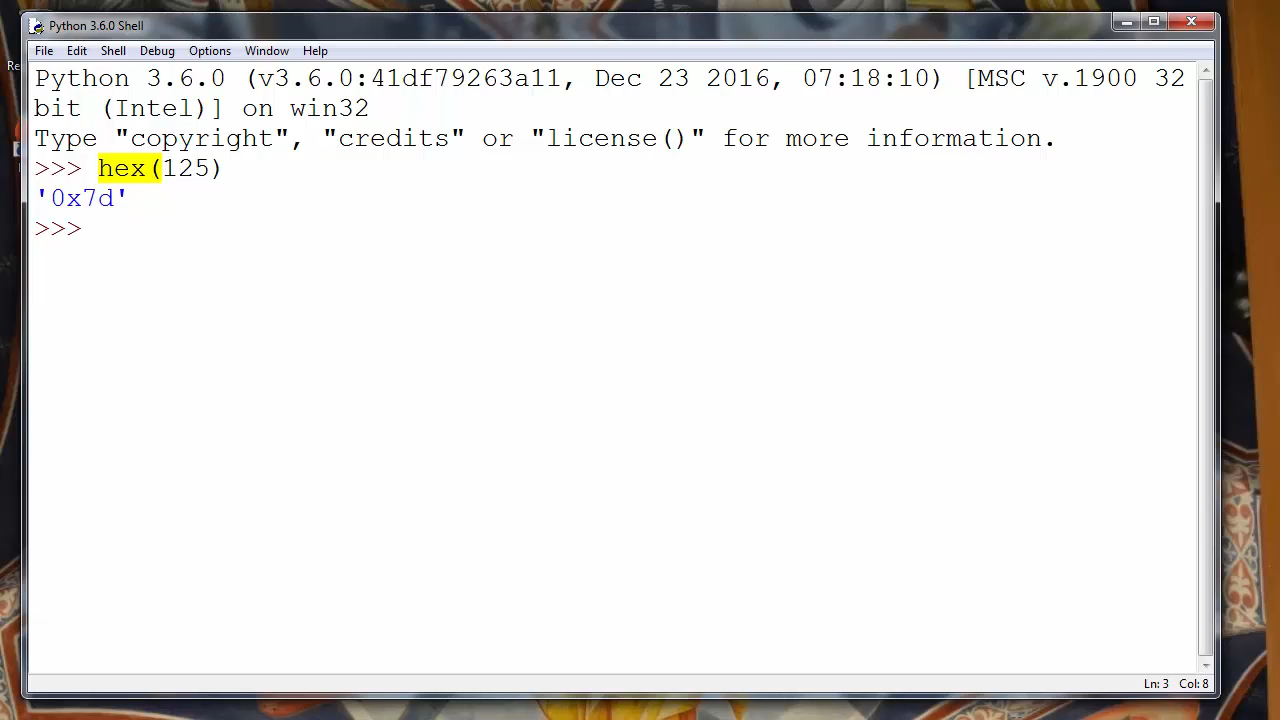 Python 3.6.0 Shell
File Edit Shell Debug Options Window Help
Re
Python 3.6.0 (v3.6.0:41df79263a11, Dec 23 2016, 07:18:10) [MSC v.1900 32
bit (Intel)] on win32
Type "copyright", "credits" or "license()" for more information.
>>> hex(125)
'0x7d'
>>>
Ln: 3 Col: 8